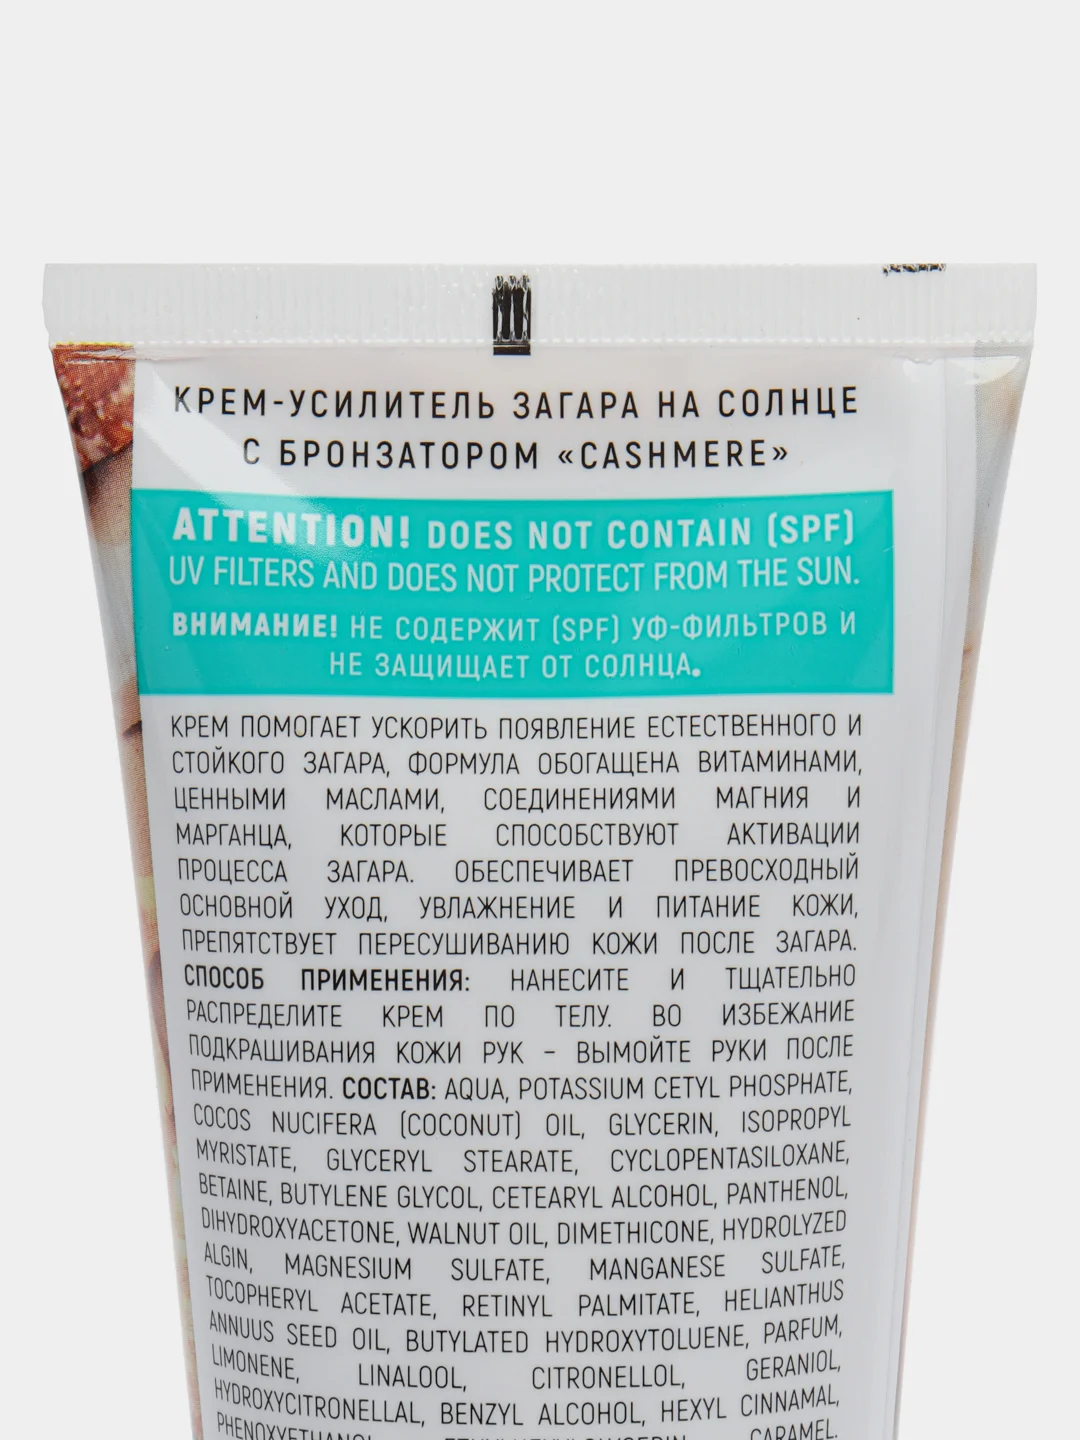 КРЕМ-УСИЛИТЕЛЬ ЗАГАРА НА СОЛНЦЕ
С БРОНЗАТОРОМ «CASHMERE»
ATTENTION! DOES NOT CONTAIN (SPF)
UV FILTERS AND DOES NOT PROTECT FROM THE SUN.
ВНИМАНИЕ! НЕ СОДЕРЖИТ (SPF) УФ-ФИЛЬТРОВ И
НЕ ЗАЩИЩАЕТ ОТ СОЛНЦА.
КРЕМ ПОМОГАЕТ УСКОРИТЬ ПОЯВЛЕНИЕ ЕСТЕСТВЕННОГО И
СТОЙКОГО ЗАГАРА, ФОРМУЛА ОБОГАЩЕНА ВИТАМИНАМИ,
ЦЕННЫМИ МАСЛАМИ, СОЕДИНЕНИЯМИ МАГНИЯ И
МАРГАНЦА, КОТОРЫЕ СПОСОБСТВУЮТ АКТИВАЦИИ
ПРОЦЕССА ЗАГАРА. ОБЕСПЕЧИВАЕТ ПРЕВОСХОДНЫЙ
ОСНОВНОЙ УХОД, УВЛАЖНЕНИЕ И ПИТАНИЕ КОЖИ,
ПРЕПЯТСТВУЕТ ПЕРЕСУШИВАНИЮ КОЖИ ПОСЛЕ ЗАГАРА.
СПОСОБ ПРИМЕНЕНИЯ: НАНЕСИТЕ И ТЩАТЕЛЬНО
РАСПРЕДЕЛИТЕ КРЕМ ПО ТЕЛУ. ВО ИЗБЕЖАНИЕ
ПОДКРАШИВАНИЯ КОЖИ РУК – ВЫМОЙТЕ РУКИ ПОСЛЕ
ПРИМЕНЕНИЯ. СОСТАВ: AQUA, POTASSIUM CETYL PHOSPHATE,
COCOS NUCIFERA (COCONUT) OIL, GLYCERIN, ISOPROPYL
MYRISTATE, GLYCERYL STEARATE, CYCLOPENTASILOXANE,
BETAINE, BUTYLENE GLYCOL, CETEARYL ALCOHOL, PANTHENOL,
DIHYDROXYACETONE, WALNUT OIL, DIMETHICONE, HYDROLYZED
ALGIN, MAGNESIUM SULFATE, MANGANESE SULFATE,
TOCOPHERYL ACETATE, RETINYL PALMITATE, HELIANTHUS
ANNUUS SEED OIL, BUTYLATED HYDROXYTOLUENE, PARFUM,
LIMONENE, LINALOOL, CITRONELLOL, GERANIOL,
HYDROXYCITRONELLAL, BENZYL ALCOHOL, HEXYL CINNAMAL,
PHENOXYETHANOL, CARAMEL.